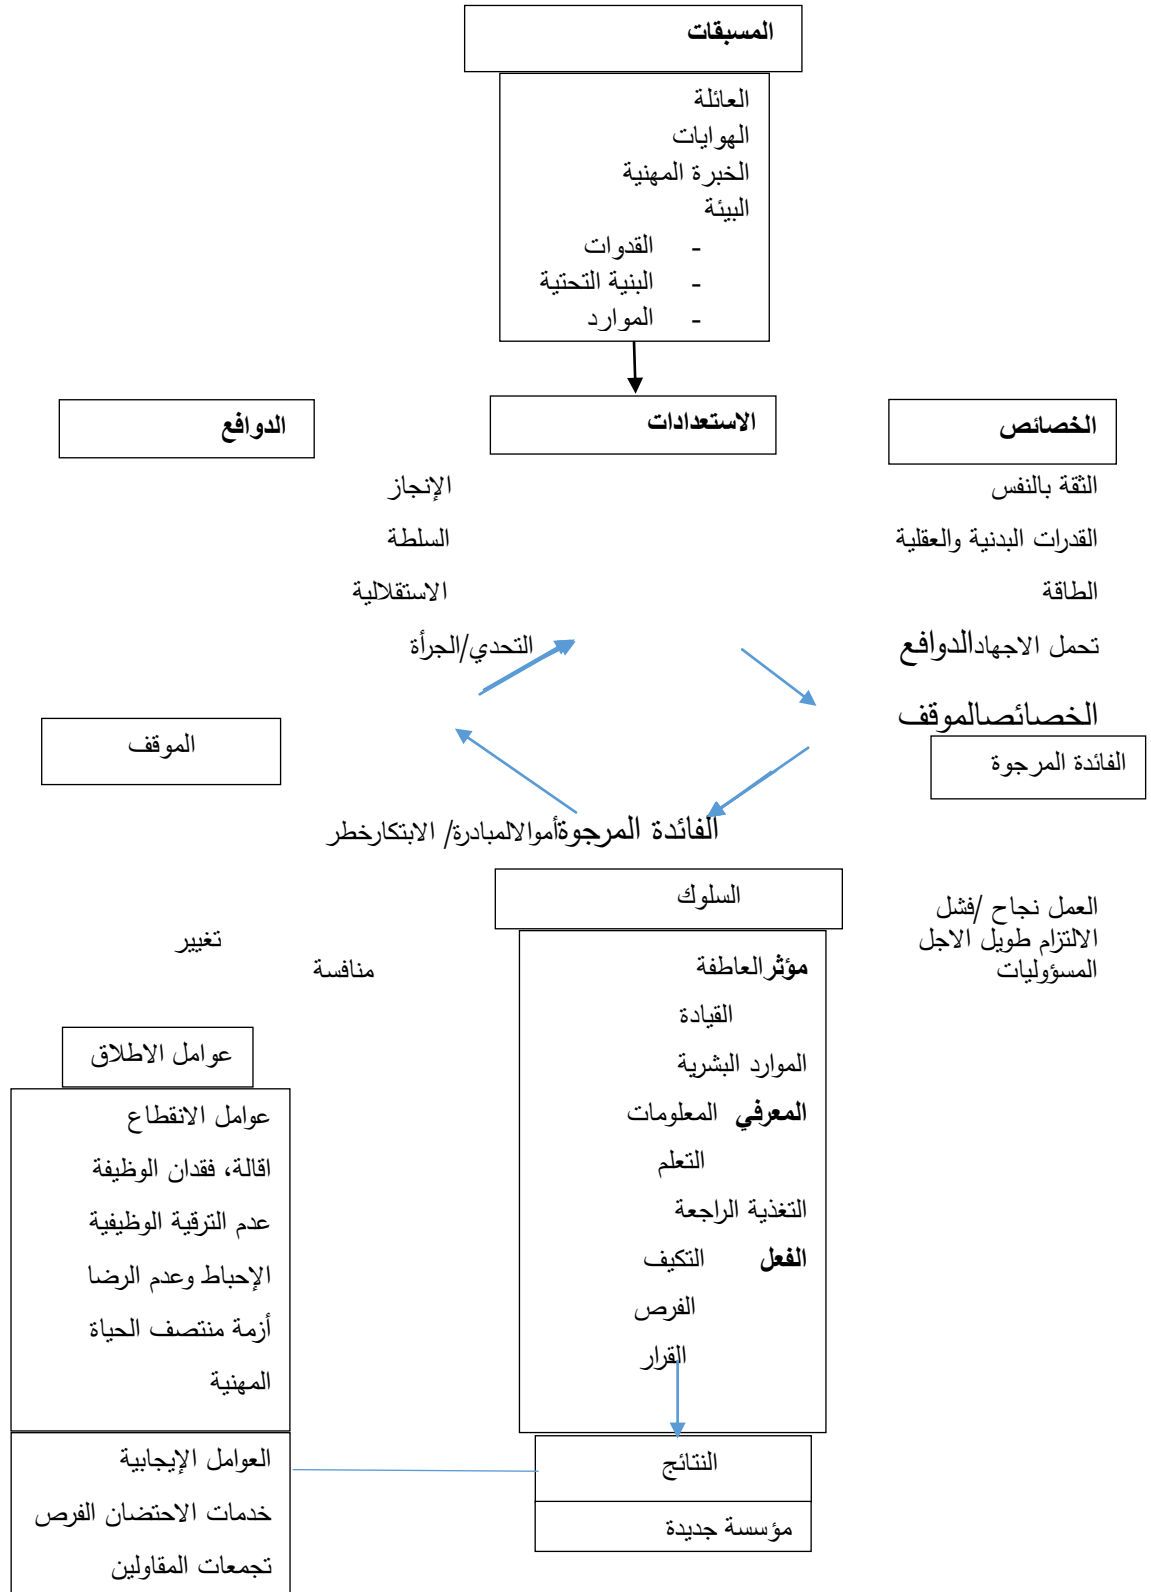 المسبقات
العائلة
الهوايات
الخبرة المهنية
البيئة
- القدوات
- البنية التحتية
- الموارد
الخصائص
الاستعدادات
الدوافع
الثقة بالنفس
الإنجاز
القدرات البدنية والعقلية
السلطة
الطاقة
الاستقلالية
تحمل الاجهادالدوافع
التحدي/الجرأة
الخصائصالموقف
الفائدة المرجوة
الموقف
الفائدة المرجوةأموالالمبادرة/ الابتكارخطر
السلوك
العمل نجاح /فشل
الالتزام طويل الاجل
المسؤوليات
تغيير
منافسة
مؤثرالعاطفة
القيادة
الموارد البشرية
المعرفي المعلومات
التعلم
التغذية الراجعة
الفعل التكيف
الفرص
القرار
النتائج
مؤسسة جديدة
عوامل الاطلاق
عوامل الانقطاع
اقالة، فقدان الوظيفة
عدم الترقية الوظيفية
الإحباط وعدم الرضا
أزمة منتصف الحياة
المهنية
العوامل الإيجابية
خدمات الاحتضان الفرص
تجمعات المقاولين